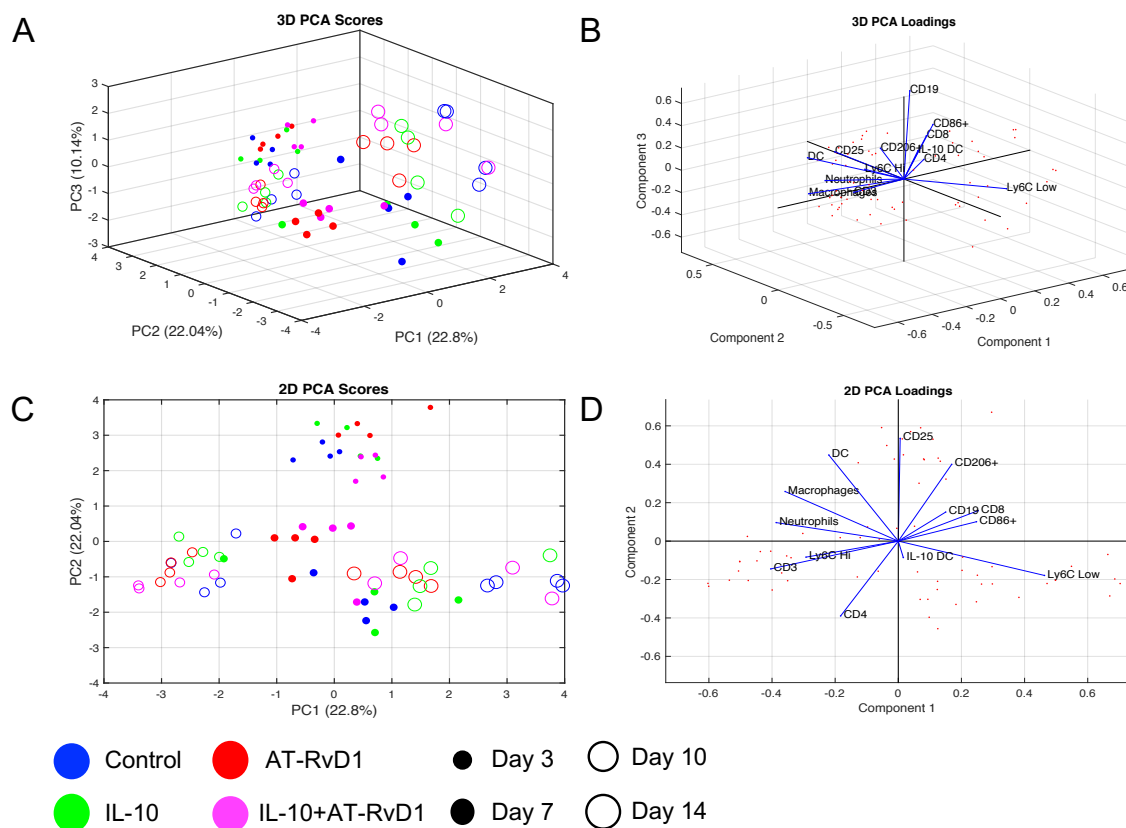 A
3D PCA Scores
3
2
1
0
-1
-2
-3
PC3 (10.14%)
4
3
2
1
0
-1
-2
-3
-4
PC2 (22.04%)
-4
-2
0
2
4
PC1 (22.8%)
B
3D PCA Loadings
0.6
0.4
0.2
0
-0.2
-0.4
-0.6
Component 3
CD19
CD86+
CD8
CD206+
IL-10 DC
CD4
CD25
DC
Ly6C Hi
Neutrophils
Macrophages
Ly6C Low
0.5
0
-0.5
Component 2
-0.6
-0.4
-0.2
0
0.2
0.4
0.6
0.8
Component 1
C
2D PCA Scores
4
3
2
1
0
-1
-2
-3
-4
PC2 (22.04%)
-4
-3
-2
-1
0
1
2
3
4
PC1 (22.8%)
D
2D PCA Loadings
0.6
0.4
0.2
0
-0.2
-0.4
-0.6
Component 2
CD25
DC
CD206+
Macrophages
CD19
CD8
Neutrophils
CD86+
Ly6C Hi
IL-10 DC
CD3
Ly6C Low
CD4
-0.6
-0.4
-0.2
0
0.2
0.4
0.6
Component 1
Control
AT-RvD1
Day 3
Day 10
IL-10
IL-10+AT-RvD1
Day 7
Day 14